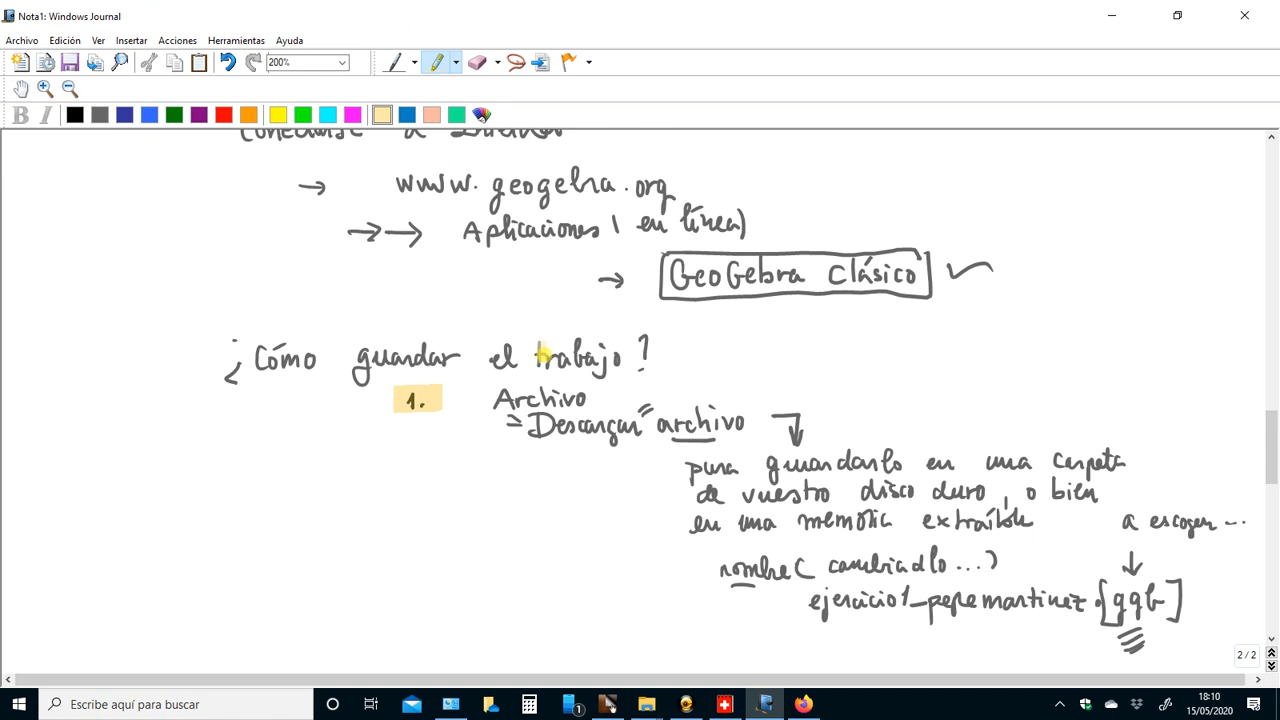 Nota1: Windows Journal
Archivo Edición Ver Insertar Acciones Herramientas Ayuda
200%
B I
conectarse a
→ www.geogebra.org
→→ Aplicaciones ( en línea)
→ GeoGebra Clásico ✓
¿Cómo guardar el trabajo?
1. Archivo
= Descargar archivo
para guardarlo en una carpeta
de vuestro disco duro, o bien
en una memoria extraíble
a escoger ...
nombre ( cambiadlo ...)
ejercicio1_pepemartinez.[ggb]
2 / 2
Escribe aquí para buscar
1
18:10
15/05/2020